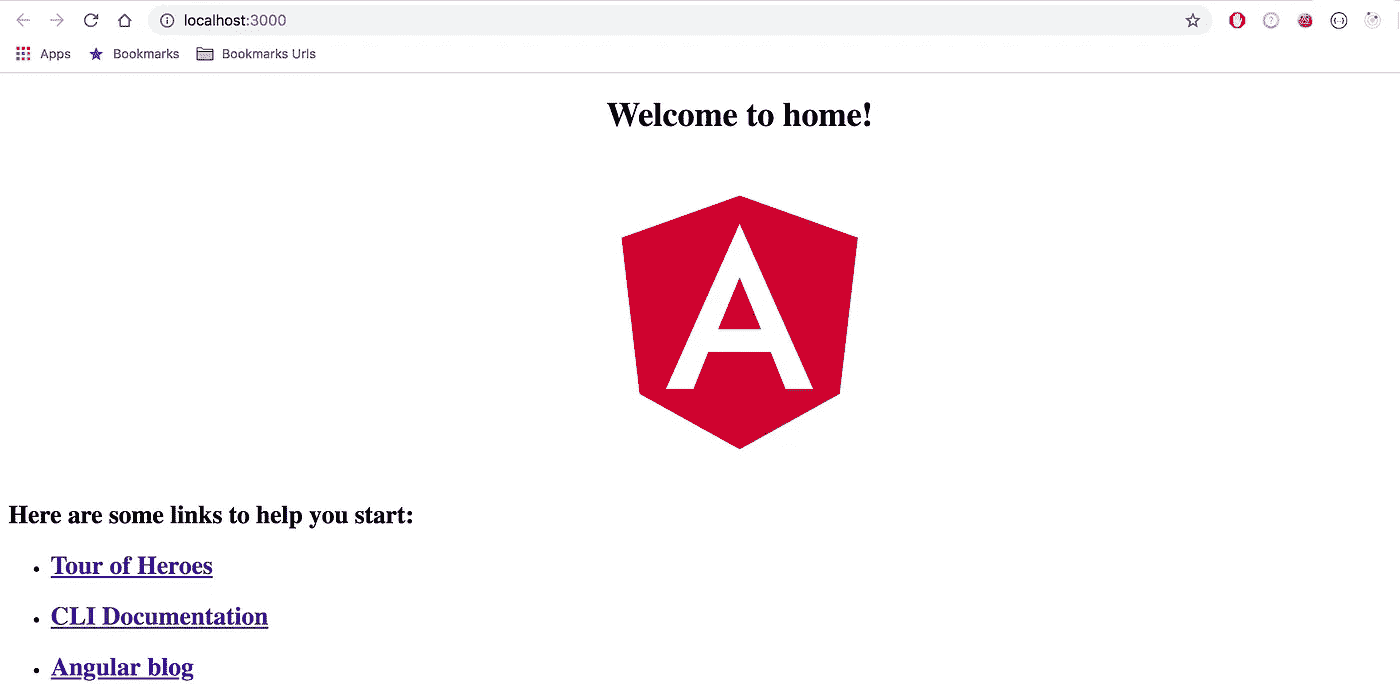 localhost:3000
Apps Bookmarks Bookmarks Urls
Welcome to home!
A
Here are some links to help you start:
Tour of Heroes
CLI Documentation
Angular blog